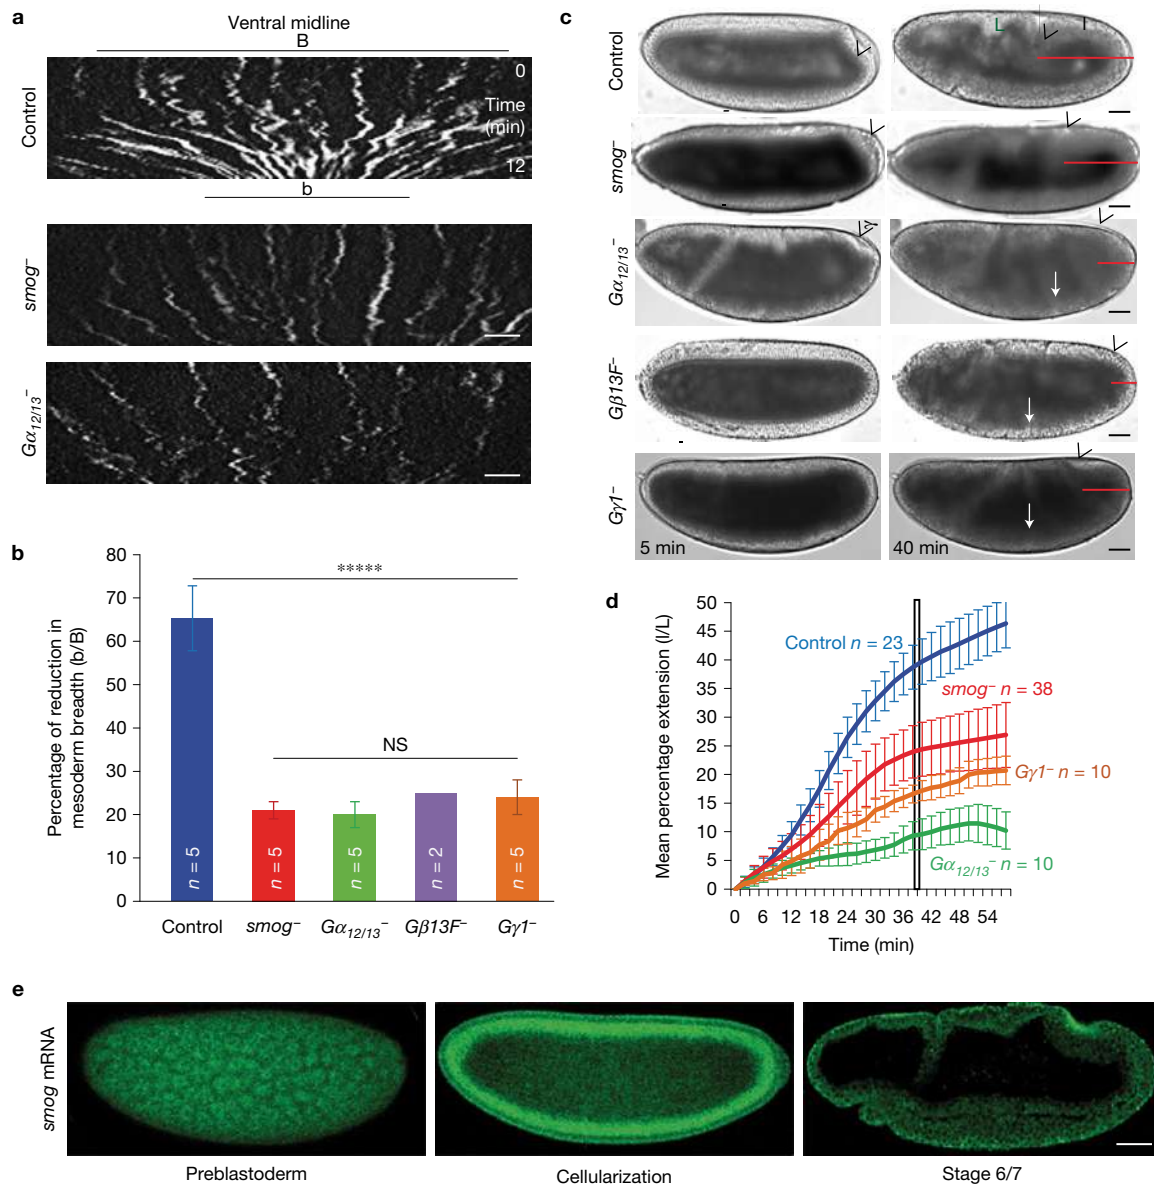 a
Ventral midline
B
Control
0
Time
(min)
12
b
smog⁻
Gα12/13⁻
b
Percentage of reduction in
mesoderm breadth (b/B)
80
70
60
50
40
30
20
10
0
*****
NS
n = 5
n = 5
n = 5
n = 2
n = 5
Control
smog⁻
Gα12/13⁻
Gβ13F⁻
Gγ1⁻
c
Control
L
l
smog⁻
Gα12/13⁻
Gβ13F⁻
Gγ1⁻
5 min
40 min
d
Mean percentage extension (l/L)
50
45
40
35
30
25
20
15
10
5
0
Control n = 23
smog⁻ n = 38
Gγ1⁻ n = 10
Gα12/13⁻ n = 10
0 6 12 18 24 30 36 42 48 54
Time (min)
e
smog mRNA
Preblastoderm
Cellularization
Stage 6/7